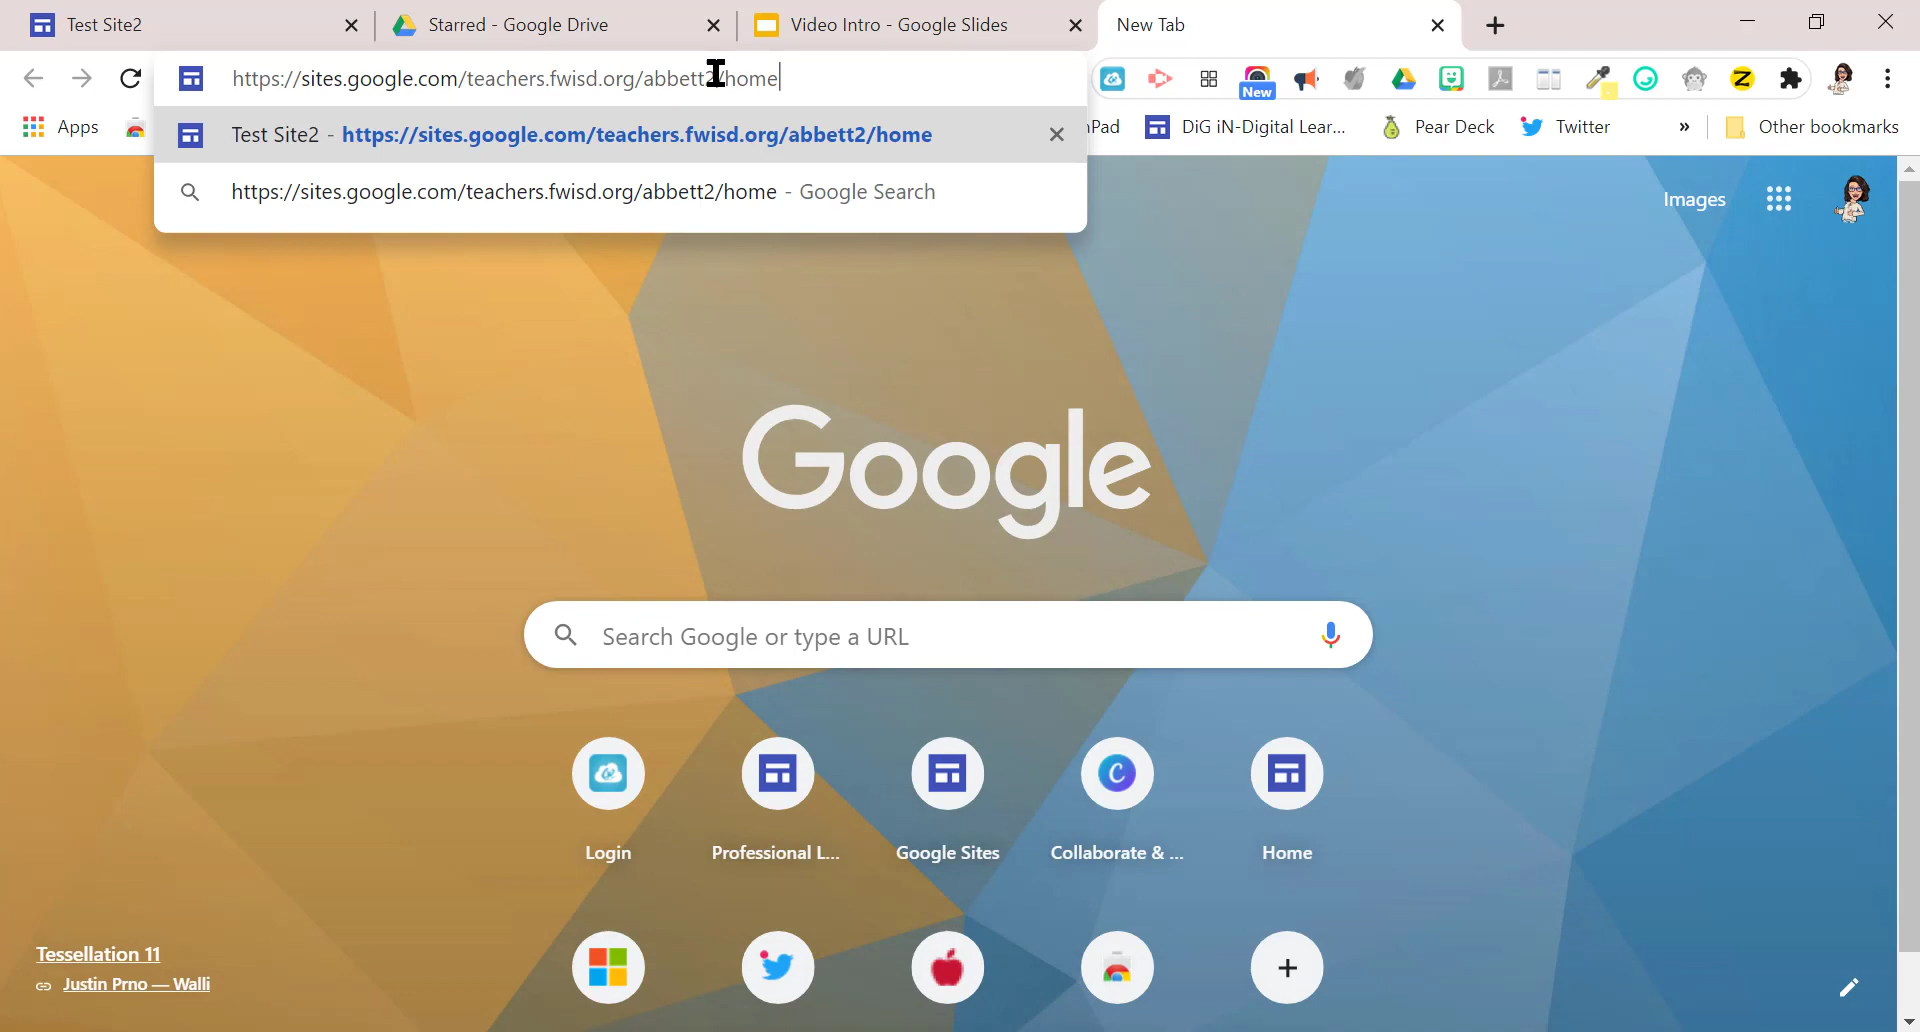 Test Site2
Starred - Google Drive
Video Intro - Google Slides
New Tab
https://sites.google.com/teachers.fwisd.org/abbett2/home
New
Test Site2 - https://sites.google.com/teachers.fwisd.org/abbett2/home
https://sites.google.com/teachers.fwisd.org/abbett2/home - Google Search
Apps
Pad
DiG iN-Digital Lear...
Pear Deck
Twitter
»
Other bookmarks
Images
Google
Search Google or type a URL
Login
Professional L...
Google Sites
Collaborate & ...
Home
Tessellation 11
Justin Prno — Walli